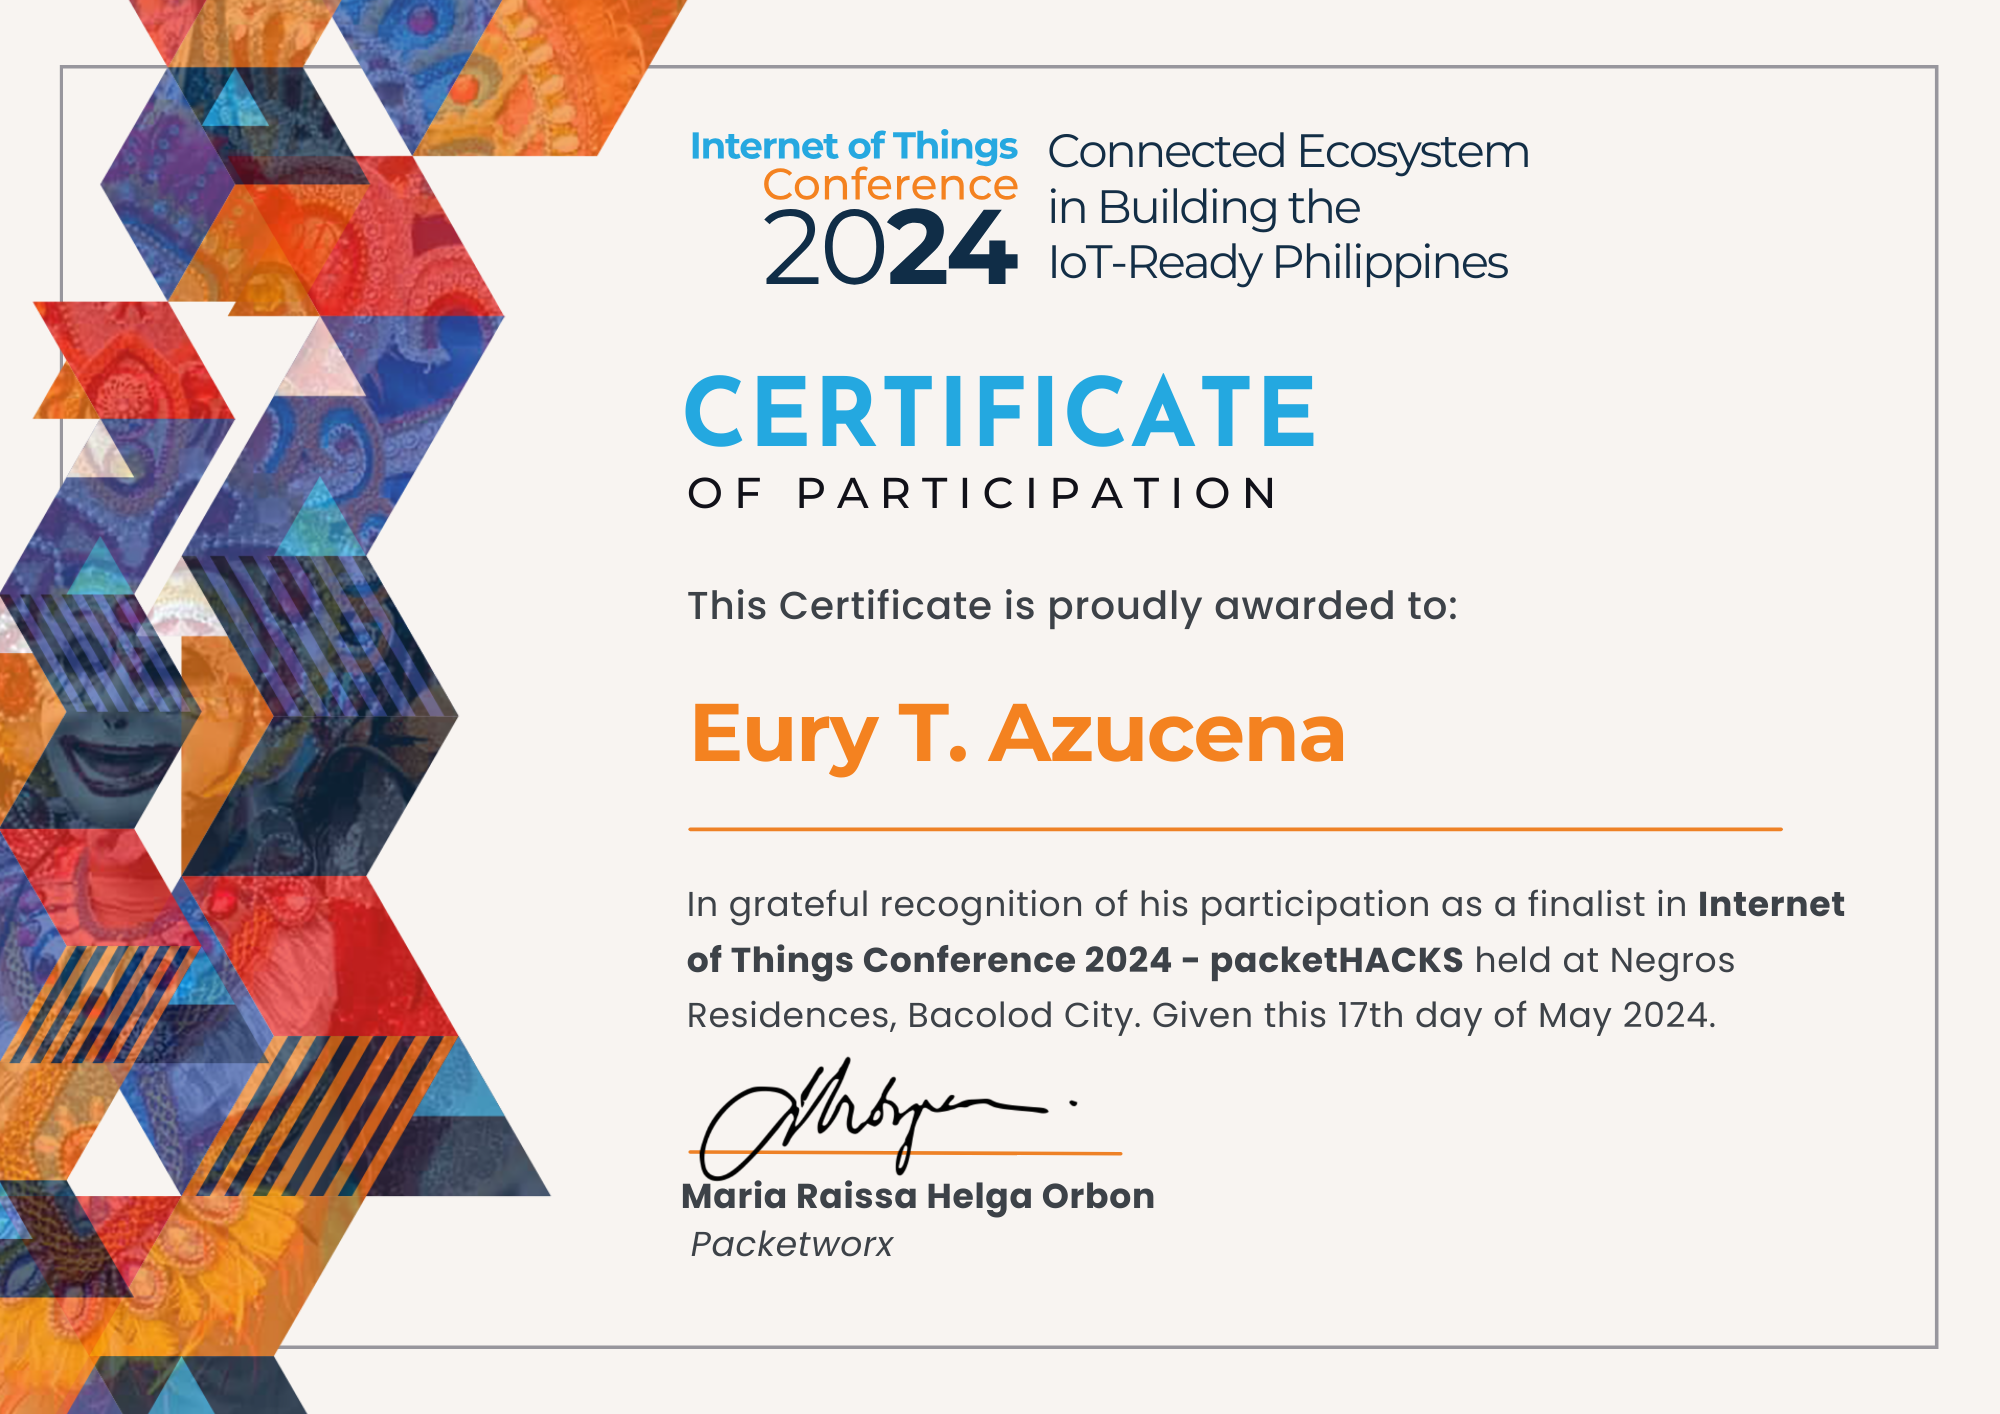 Internet of Things
Conference
2024
Connected Ecosystem
in Building the
IoT-Ready Philippines
CERTIFICATE
OF PARTICIPATION
This Certificate is proudly awarded to:
Eury T. Azucena
In grateful recognition of his participation as a finalist in Internet
of Things Conference 2024 - packetHACKS held at Negros
Residences, Bacolod City. Given this 17th day of May 2024.
Maria Raissa Helga Orbon
Packetworx